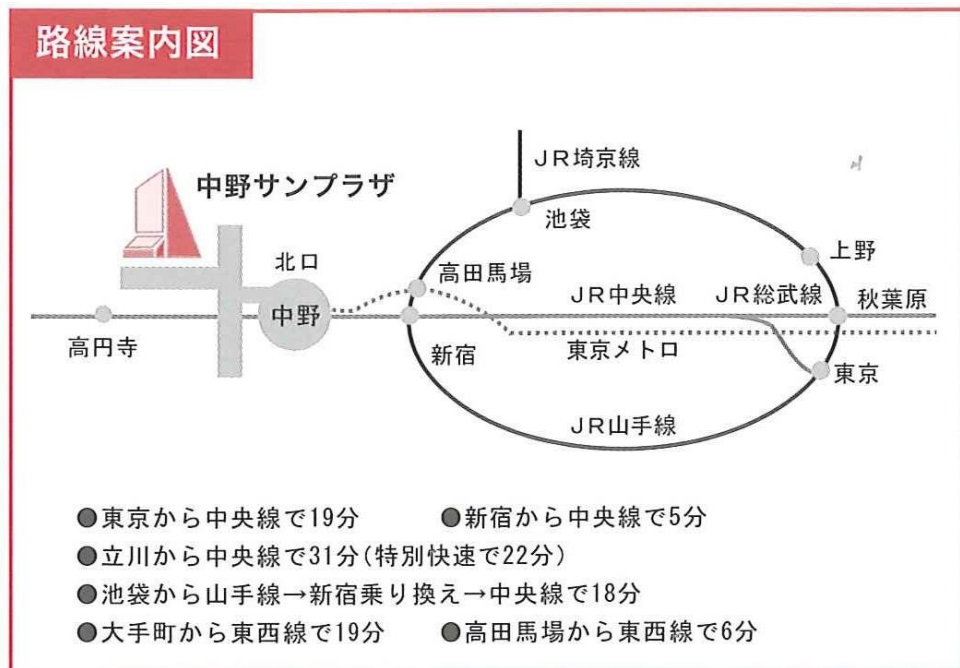 路線案内図
JR埼京線
中野サンプラザ
池袋
上野
北口
高田馬場
JR中央線
JR総武線
秋葉原
中野
高円寺
新宿
東京メトロ
東京
JR山手線
●東京から中央線で19分
●新宿から中央線で5分
●立川から中央線で31分(特別快速で22分)
●池袋から山手線→新宿乗り換え→中央線で18分
●大手町から東西線で19分
●高田馬場から東西線で6分